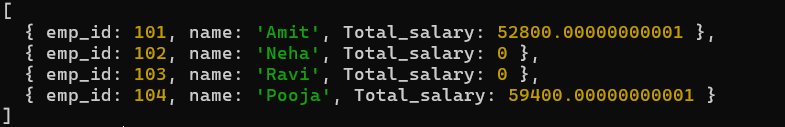 [
  { emp_id: 101, name: 'Amit', Total_salary: 52800.00000000001 },
  { emp_id: 102, name: 'Neha', Total_salary: 0 },
  { emp_id: 103, name: 'Ravi', Total_salary: 0 },
  { emp_id: 104, name: 'Pooja', Total_salary: 59400.00000000001 }
]